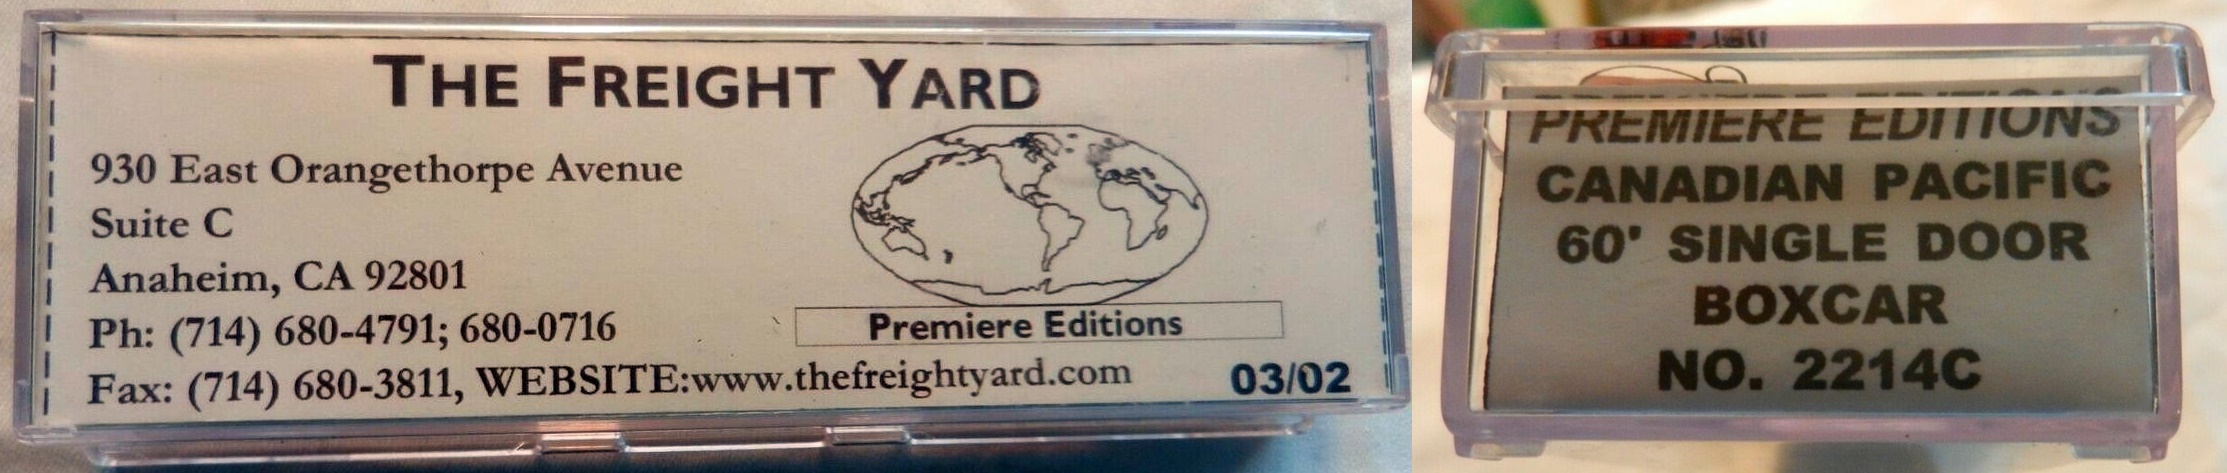 THE FREIGHT YARD
930 East Orangethorpe Avenue
Suite C
Anaheim, CA 92801
Ph: (714) 680-4791; 680-0716
Fax: (714) 680-3811, WEBSITE:www.thefreightyard.com
Premiere Editions
03/02
PREMIERE EDITIONS
CANADIAN PACIFIC
60' SINGLE DOOR
BOXCAR
NO. 2214C